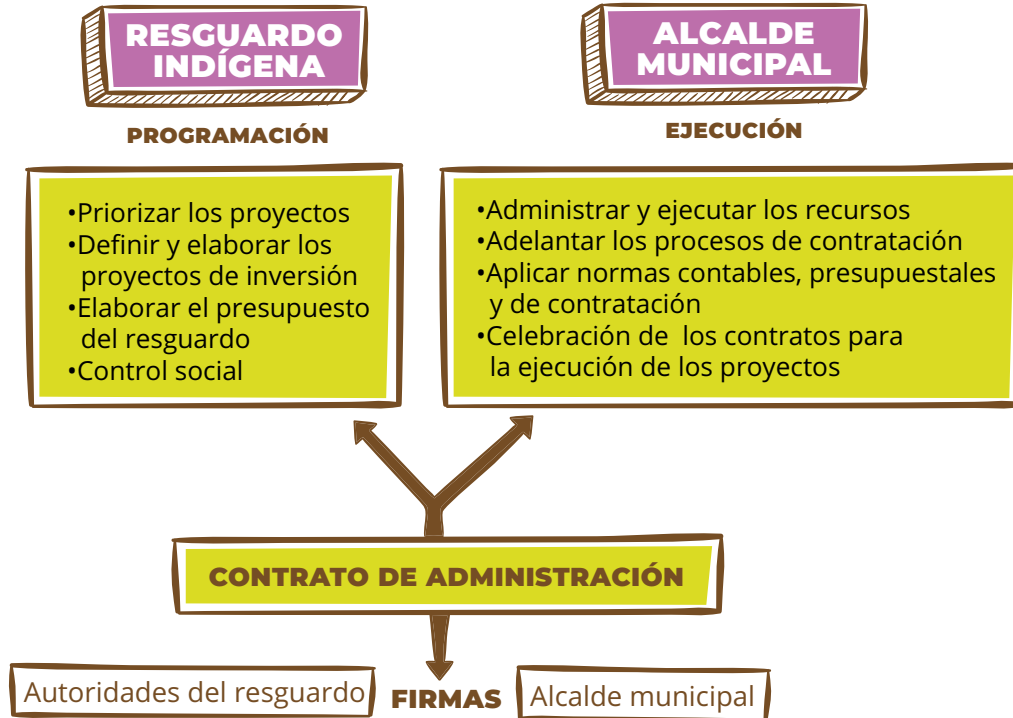 RESGUARDO
INDÍGENA
PROGRAMACIÓN
•Priorizar los proyectos
•Definir y elaborar los
proyectos de inversión
•Elaborar el presupuesto
del resguardo
•Control social
ALCALDE
MUNICIPAL
EJECUCIÓN
•Administrar y ejecutar los recursos
•Adelantar los procesos de contratación
•Aplicar normas contables, presupuestales
y de contratación
•Celebración de los contratos para
la ejecución de los proyectos
CONTRATO DE ADMINISTRACIÓN
Autoridades del resguardo
FIRMAS
Alcalde municipal